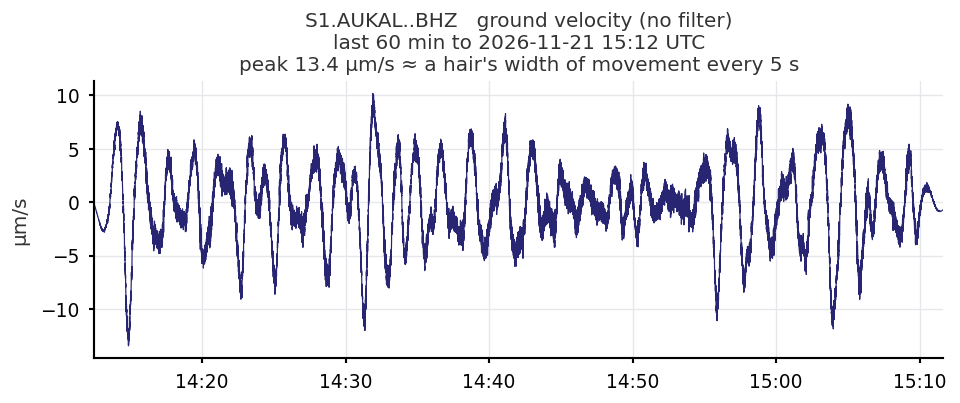 S1.AUKAL..BHZ   ground velocity (no filter)
last 60 min to 2026-11-21 15:12 UTC
peak 13.4 µm/s ≈ a hair's width of movement every 5 s
10
5
0
−5
−10
µm/s
14:20
14:30
14:40
14:50
15:00
15:10